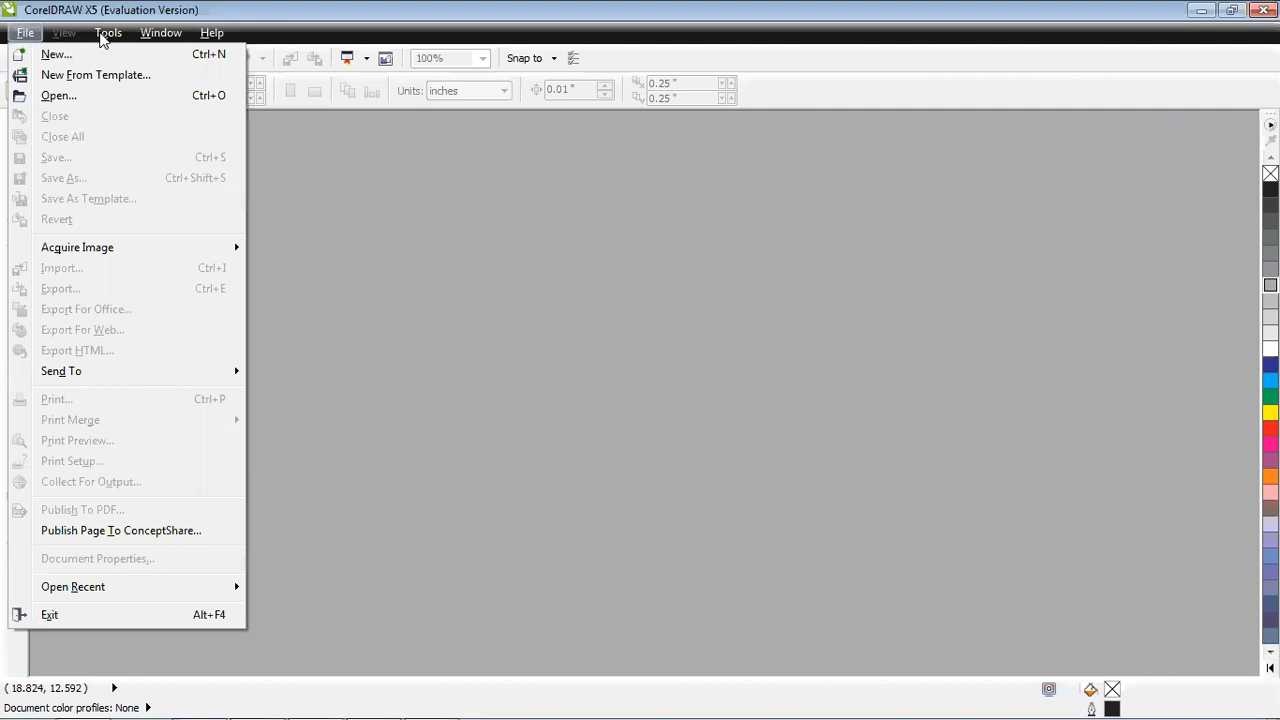 CorelDRAW X5 (Evaluation Version)
File View Tools Window Help
New... Ctrl+N
New From Template...
Open... Ctrl+O
Close
Close All
Save... Ctrl+S
Save As... Ctrl+Shift+S
Save As Template...
Revert
Acquire Image
Import... Ctrl+I
Export... Ctrl+E
Export For Office...
Export For Web...
Export HTML...
Send To
Print... Ctrl+P
Print Merge
Print Preview...
Print Setup...
Collect For Output...
Publish To PDF...
Publish Page To ConceptShare...
Document Properties...
Open Recent
Exit Alt+F4
100% Snap to
Units: inches 0.01 " 0.25 "
0.25 "
( 18.824, 12.592 )
Document color profiles: None